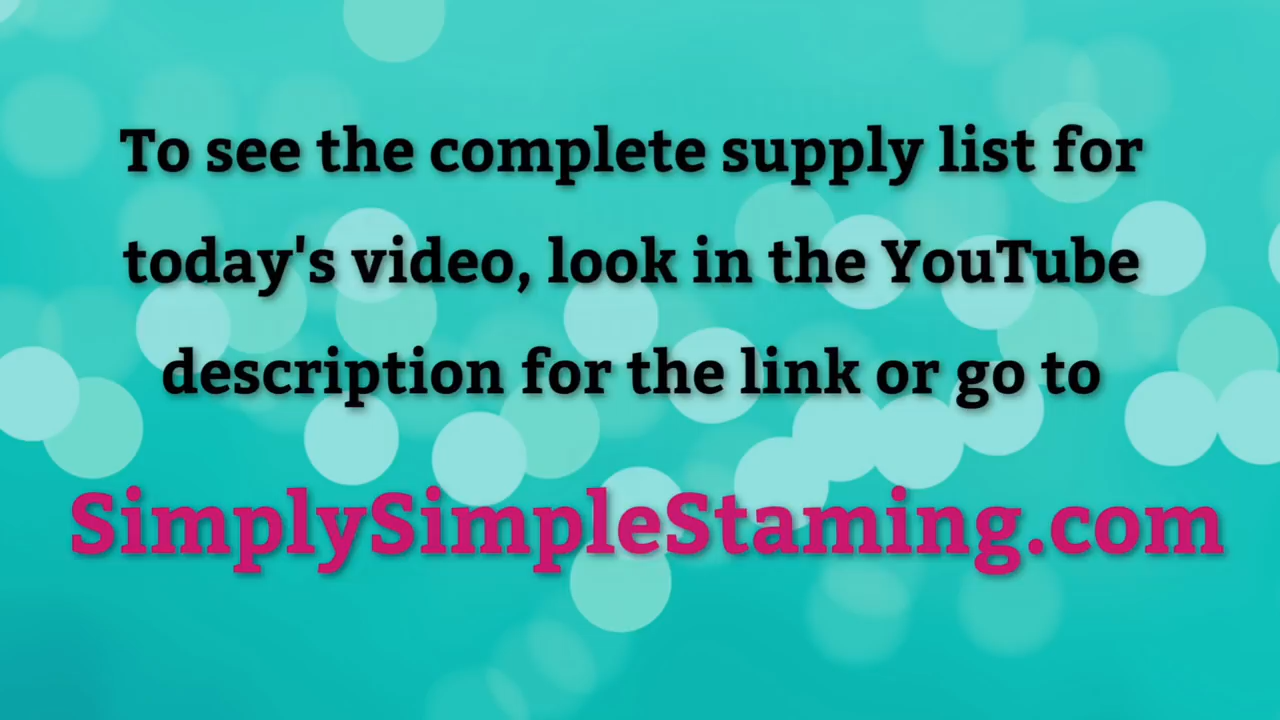 To see the complete supply list for
today's video, look in the YouTube
description for the link or go to
SimplySimpleStaming.com